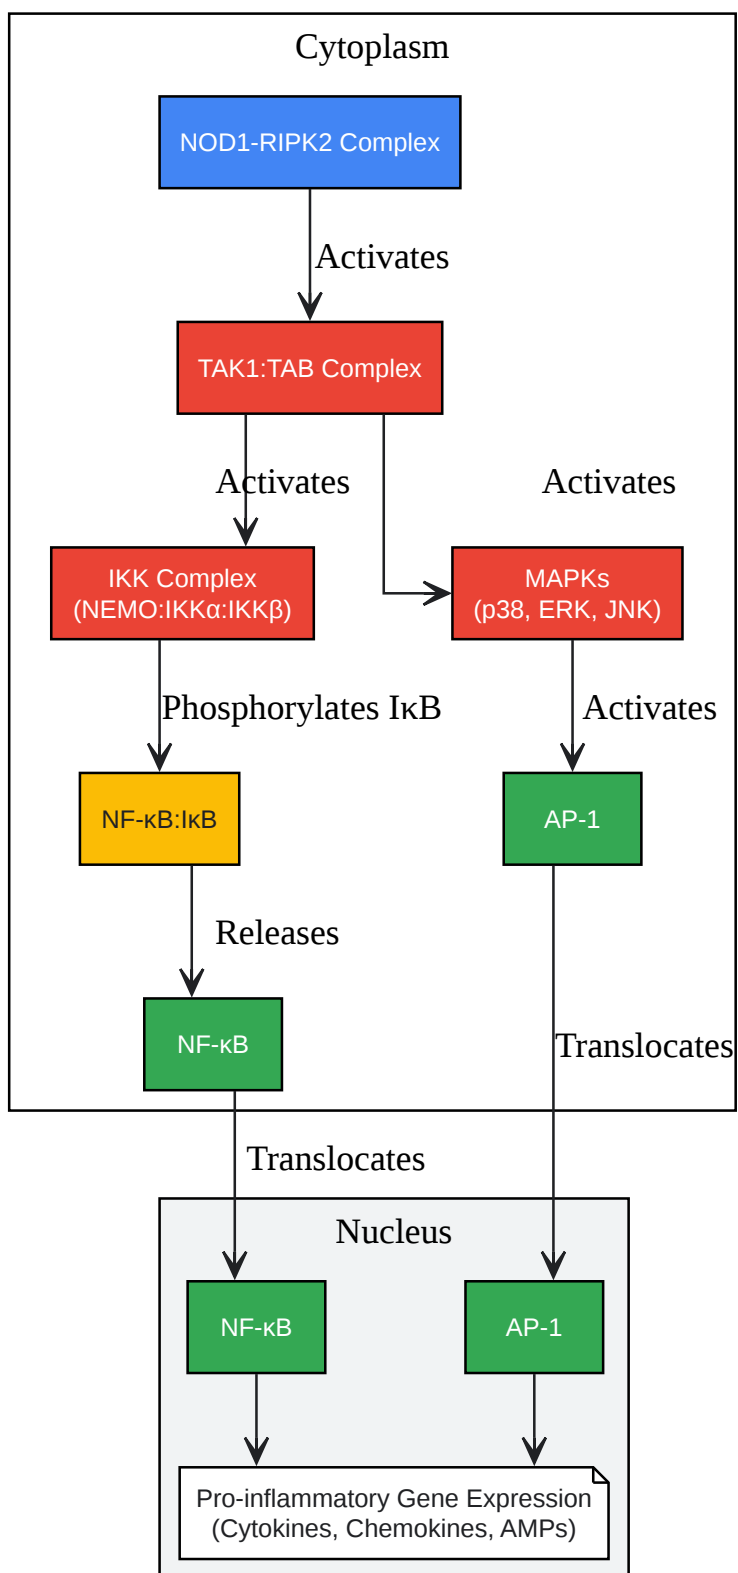 Cytoplasm
NOD1-RIPK2 Complex
Activates
TAK1:TAB Complex
Activates
Activates
IKK Complex
(NEMO:IKKα:IKKβ)
MAPKs
(p38, ERK, JNK)
Phosphorylates IκB
Activates
NF-κB:IκB
AP-1
Releases
NF-κB
Translocates
Translocates
Nucleus
NF-κB
AP-1
Pro-inflammatory Gene Expression
(Cytokines, Chemokines, AMPs)